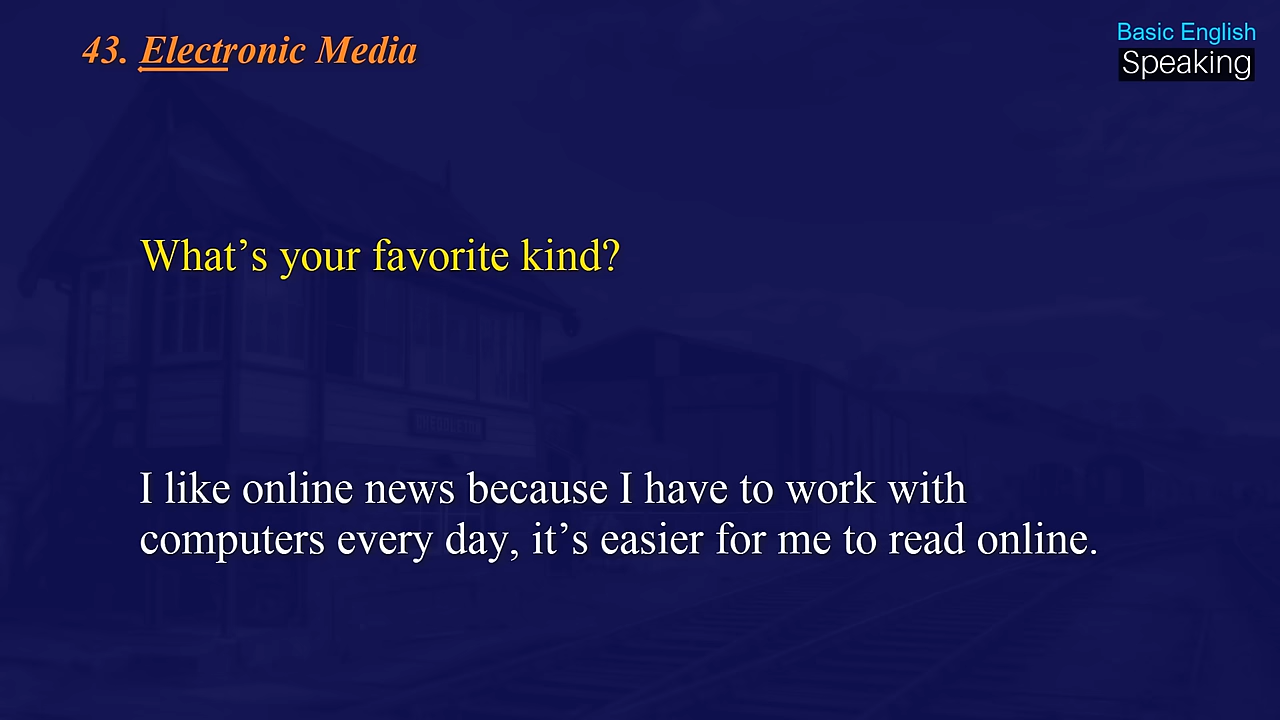 43. Electronic Media
Basic English
Speaking
What’s your favorite kind?
I like online news because I have to work with
computers every day, it’s easier for me to read online.